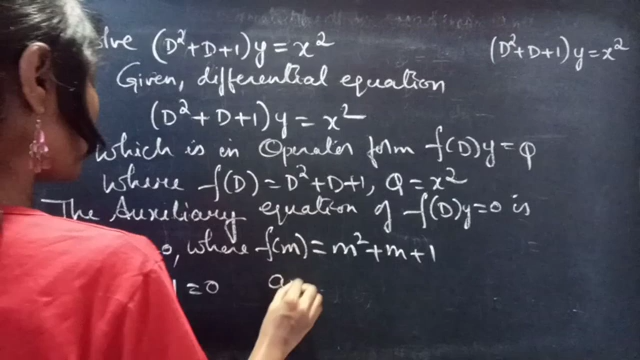 olve (D²+D+1)y = x²
(D²+D+1)y = x²
Given, differential equation
(D²+D+1)y = x²
which is in Operator form f(D)y = Q
where f(D) = D²+D+1, Q = x²
The Auxiliary equation of f(D)y=0 is
0, where f(m) = m²+m+1
1 = 0 a